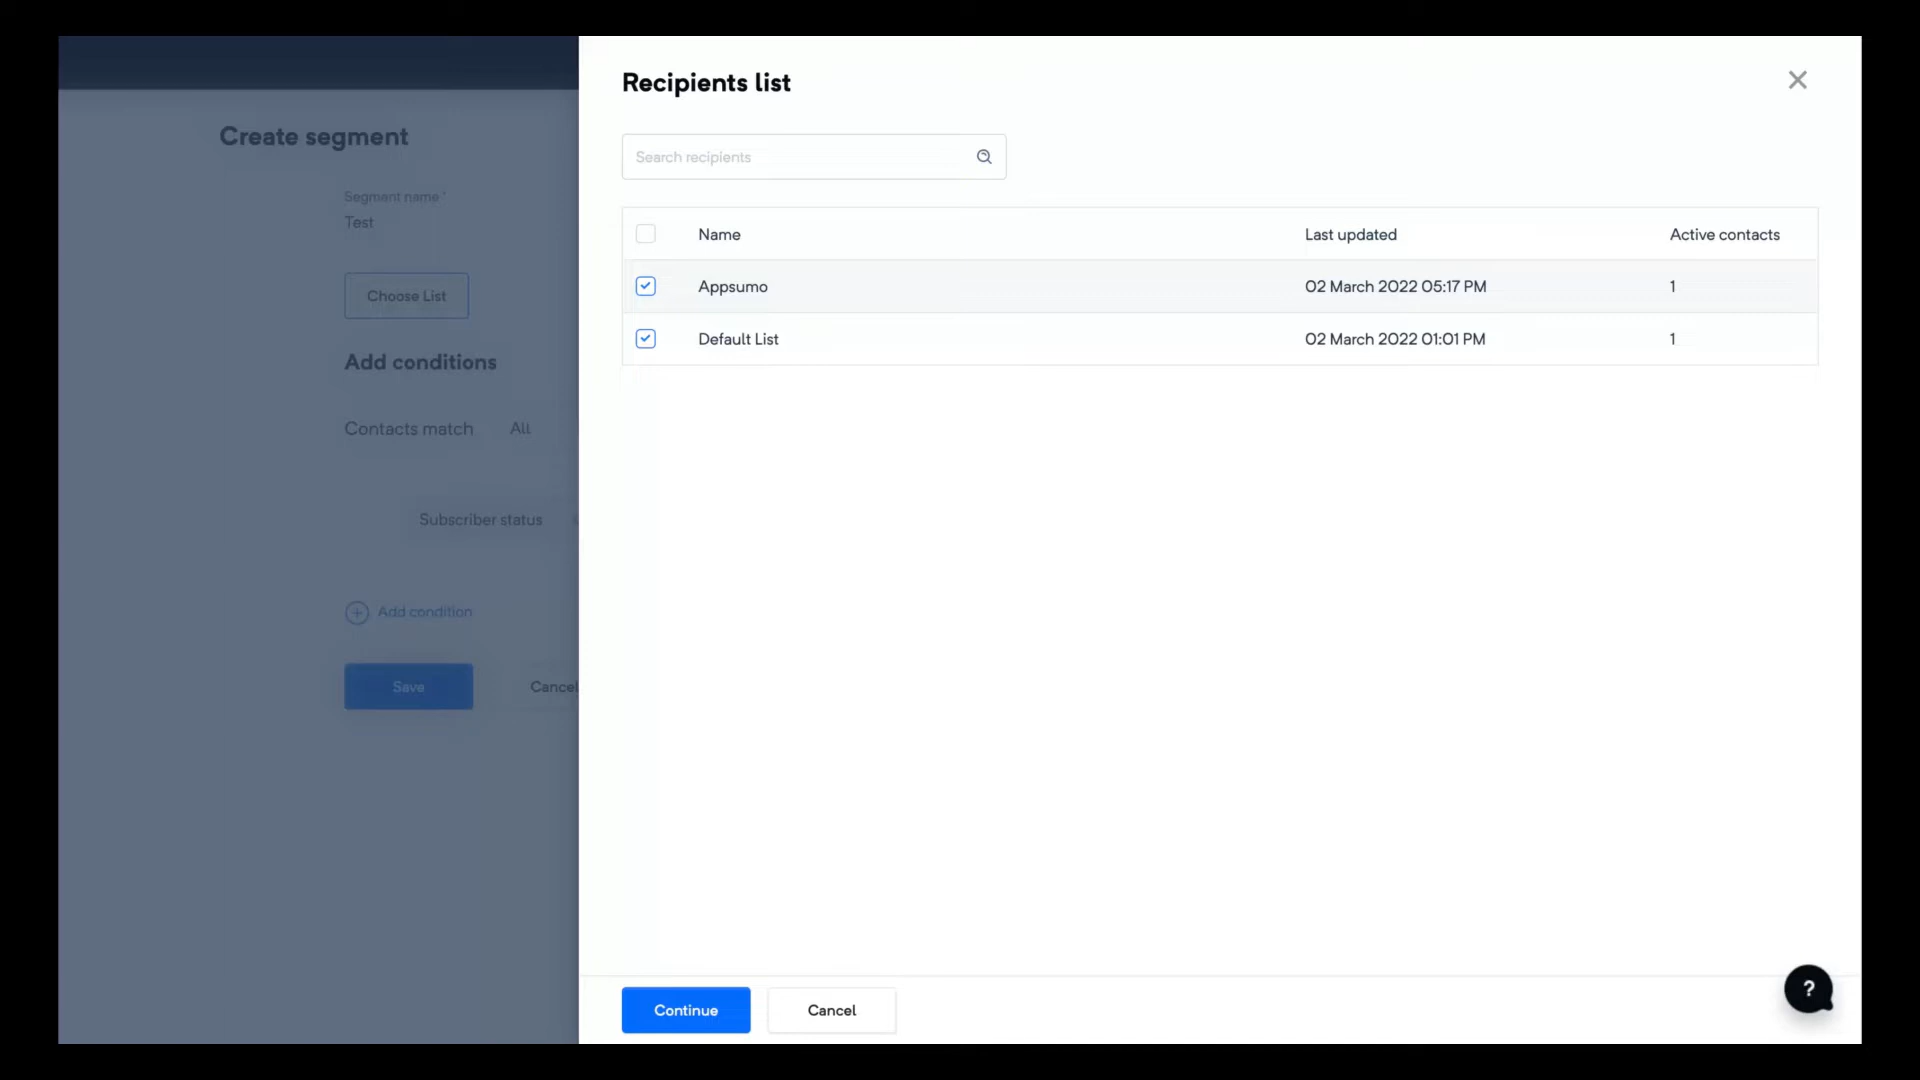 Create segment
Segment name *
Test
Choose List
Add conditions
Contacts match All
Subscriber status
Add condition
Save Cancel
Recipients list
Search recipients
Name Last updated Active contacts
Appsumo 02 March 2022 05:17 PM 1
Default List 02 March 2022 01:01 PM 1
Continue Cancel
?